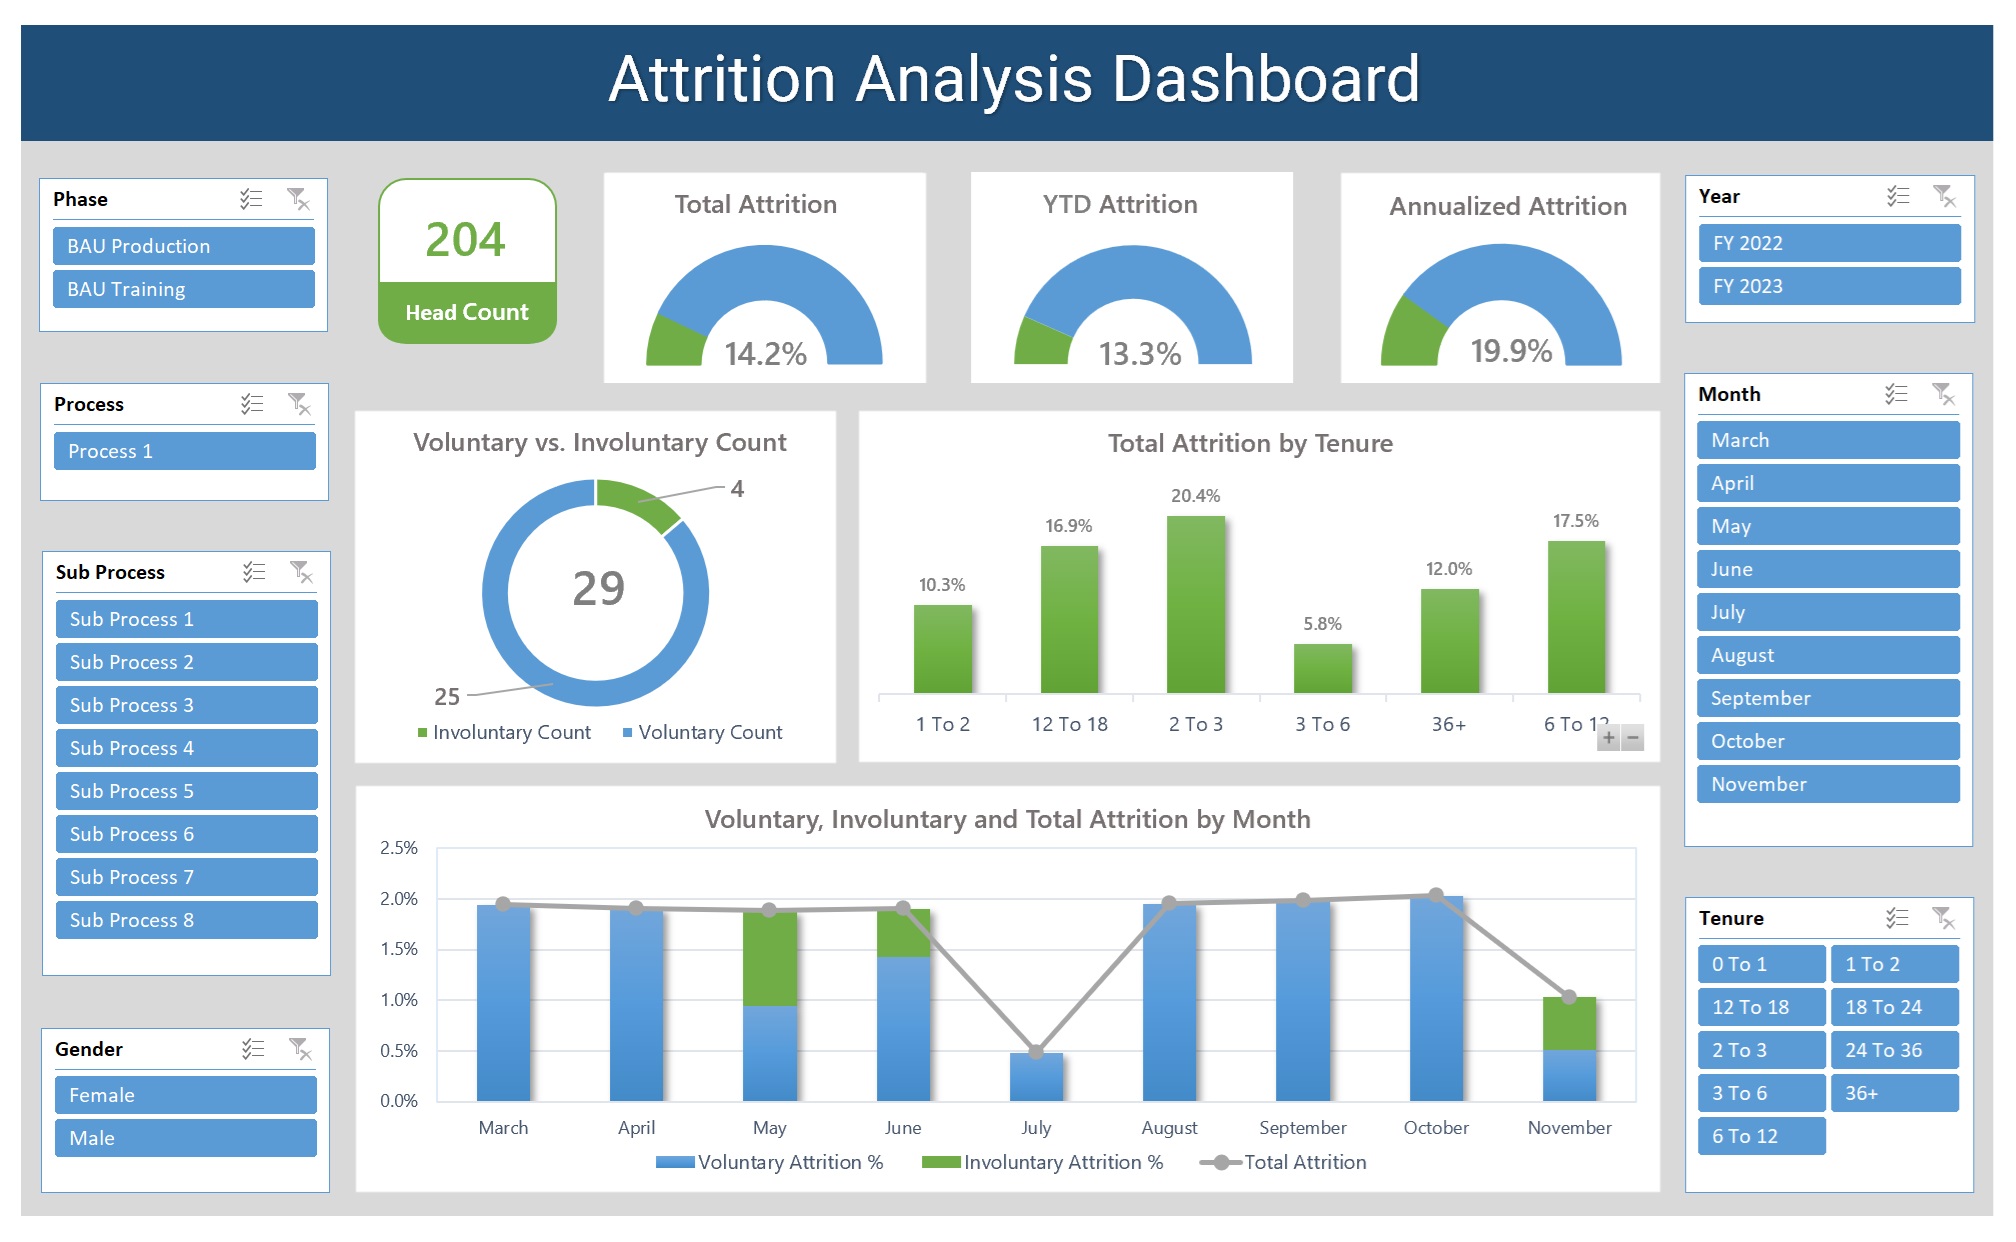 Attrition Analysis Dashboard
Phase
BAU Production
BAU Training
Process
Process 1
Sub Process
Sub Process 1
Sub Process 2
Sub Process 3
Sub Process 4
Sub Process 5
Sub Process 6
Sub Process 7
Sub Process 8
Gender
Female
Male
204
Head Count
Total Attrition
14.2%
YTD Attrition
13.3%
Annualized Attrition
19.9%
Voluntary vs. Involuntary Count
4
29
25
Involuntary Count Voluntary Count
Total Attrition by Tenure
10.3% 16.9% 20.4% 5.8% 12.0% 17.5%
1 To 2 12 To 18 2 To 3 3 To 6 36+ 6 To 12
+ −
Voluntary, Involuntary and Total Attrition by Month
2.5%
2.0%
1.5%
1.0%
0.5%
0.0%
March April May June July August September October November
Voluntary Attrition % Involuntary Attrition % Total Attrition
Year
FY 2022
FY 2023
Month
March
April
May
June
July
August
September
October
November
Tenure
0 To 1 1 To 2
12 To 18 18 To 24
2 To 3 24 To 36
3 To 6 36+
6 To 12